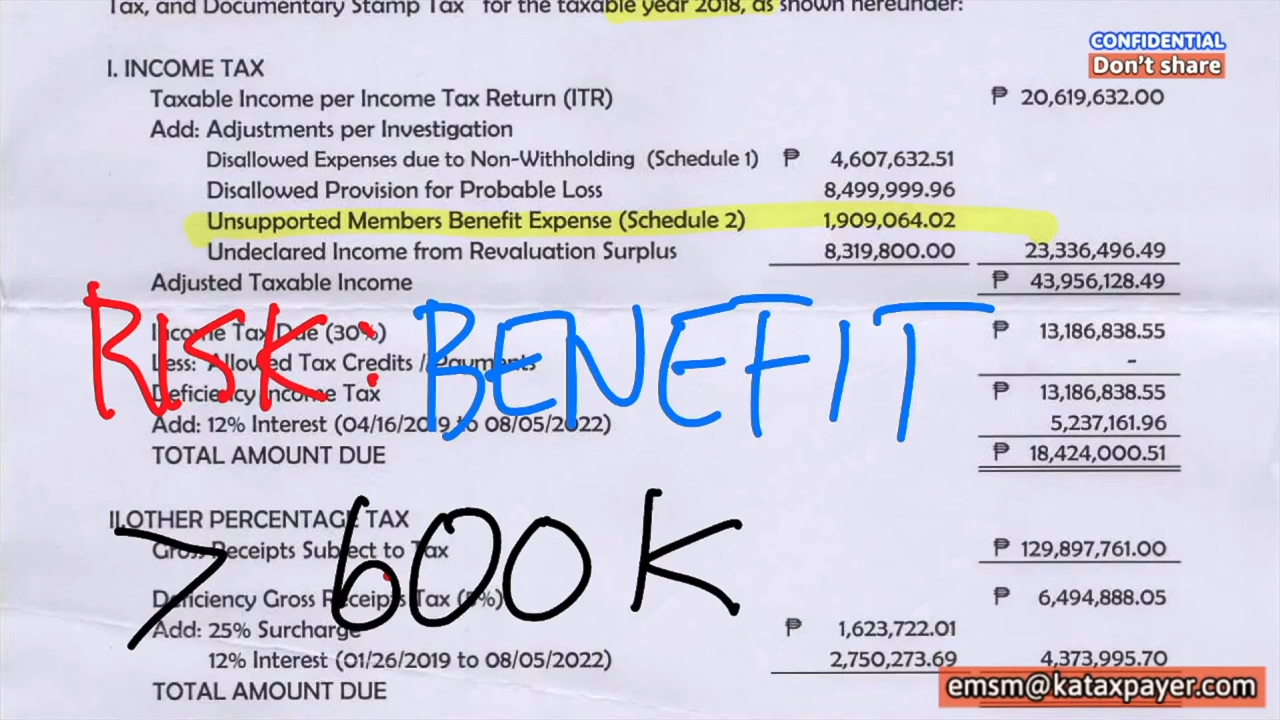 Tax, and Documentary Stamp Tax for the taxable year 2018, as shown hereunder:
CONFIDENTIAL
Don't share
I. INCOME TAX
Taxable Income per Income Tax Return (ITR) ₱ 20,619,632.00
Add: Adjustments per Investigation
Disallowed Expenses due to Non-Withholding (Schedule 1) ₱ 4,607,632.51
Disallowed Provision for Probable Loss 8,499,999.96
Unsupported Members Benefit Expense (Schedule 2) 1,909,064.02
Undeclared Income from Revaluation Surplus 8,319,800.00 23,336,496.49
Adjusted Taxable Income ₱ 43,956,128.49
RISK: BENEFIT
Income Tax Due (30%) ₱ 13,186,838.55
Less: Allowed Tax Credits / Payments -
Deficiency Income Tax ₱ 13,186,838.55
Add: 12% Interest (04/16/2019 to 08/05/2022) 5,237,161.96
TOTAL AMOUNT DUE ₱ 18,424,000.51
> 600K
II. OTHER PERCENTAGE TAX
Gross Receipts Subject to Tax ₱ 129,897,761.00
Deficiency Gross Receipts Tax (5%) ₱ 6,494,888.05
Add: 25% Surcharge ₱ 1,623,722.01
12% Interest (01/26/2019 to 08/05/2022) 2,750,273.69 4,373,995.70
TOTAL AMOUNT DUE
emsm@kataxpayer.com